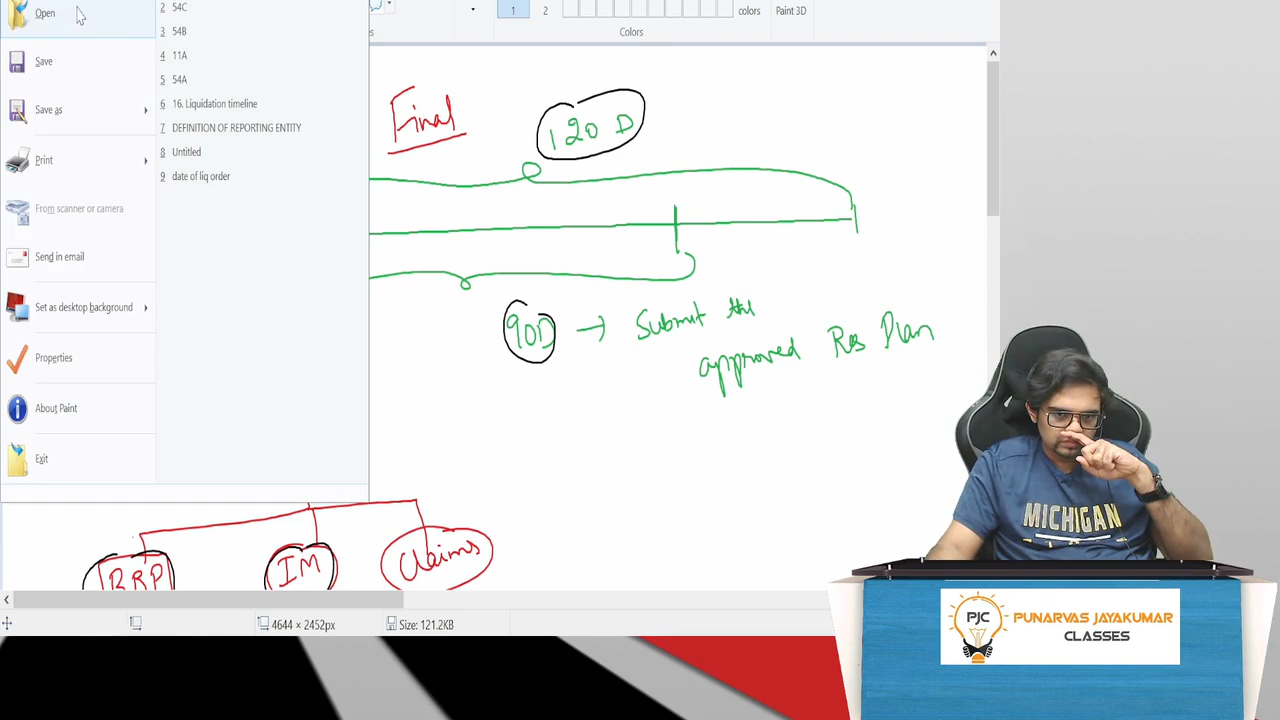 Open
Save
Save as
Print
From scanner or camera
Send in email
Set as desktop background
Properties
About Paint
Exit
2 54C
3 54B
4 11A
5 54A
6 16. Liquidation timeline
7 DEFINITION OF REPORTING ENTITY
8 Untitled
9 date of liq order
1
2
colors
Paint 3D
Colors
Final
120 D
90D → Submit the
approved Res Plan
RRP
IM
Claims
4644 × 2452px
Size: 121.2KB
MICHIGAN
PJC
PUNARVAS JAYAKUMAR
CLASSES